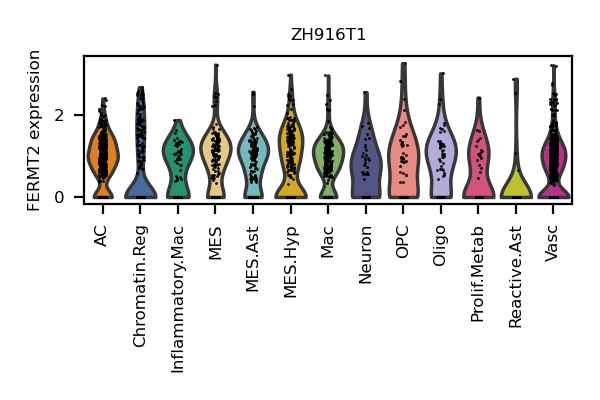 ZH916T1
FERMT2 expression
2
0
AC
Chromatin.Reg
Inflammatory.Mac
MES
MES.Ast
MES.Hyp
Mac
Neuron
OPC
Oligo
Prolif.Metab
Reactive.Ast
Vasc